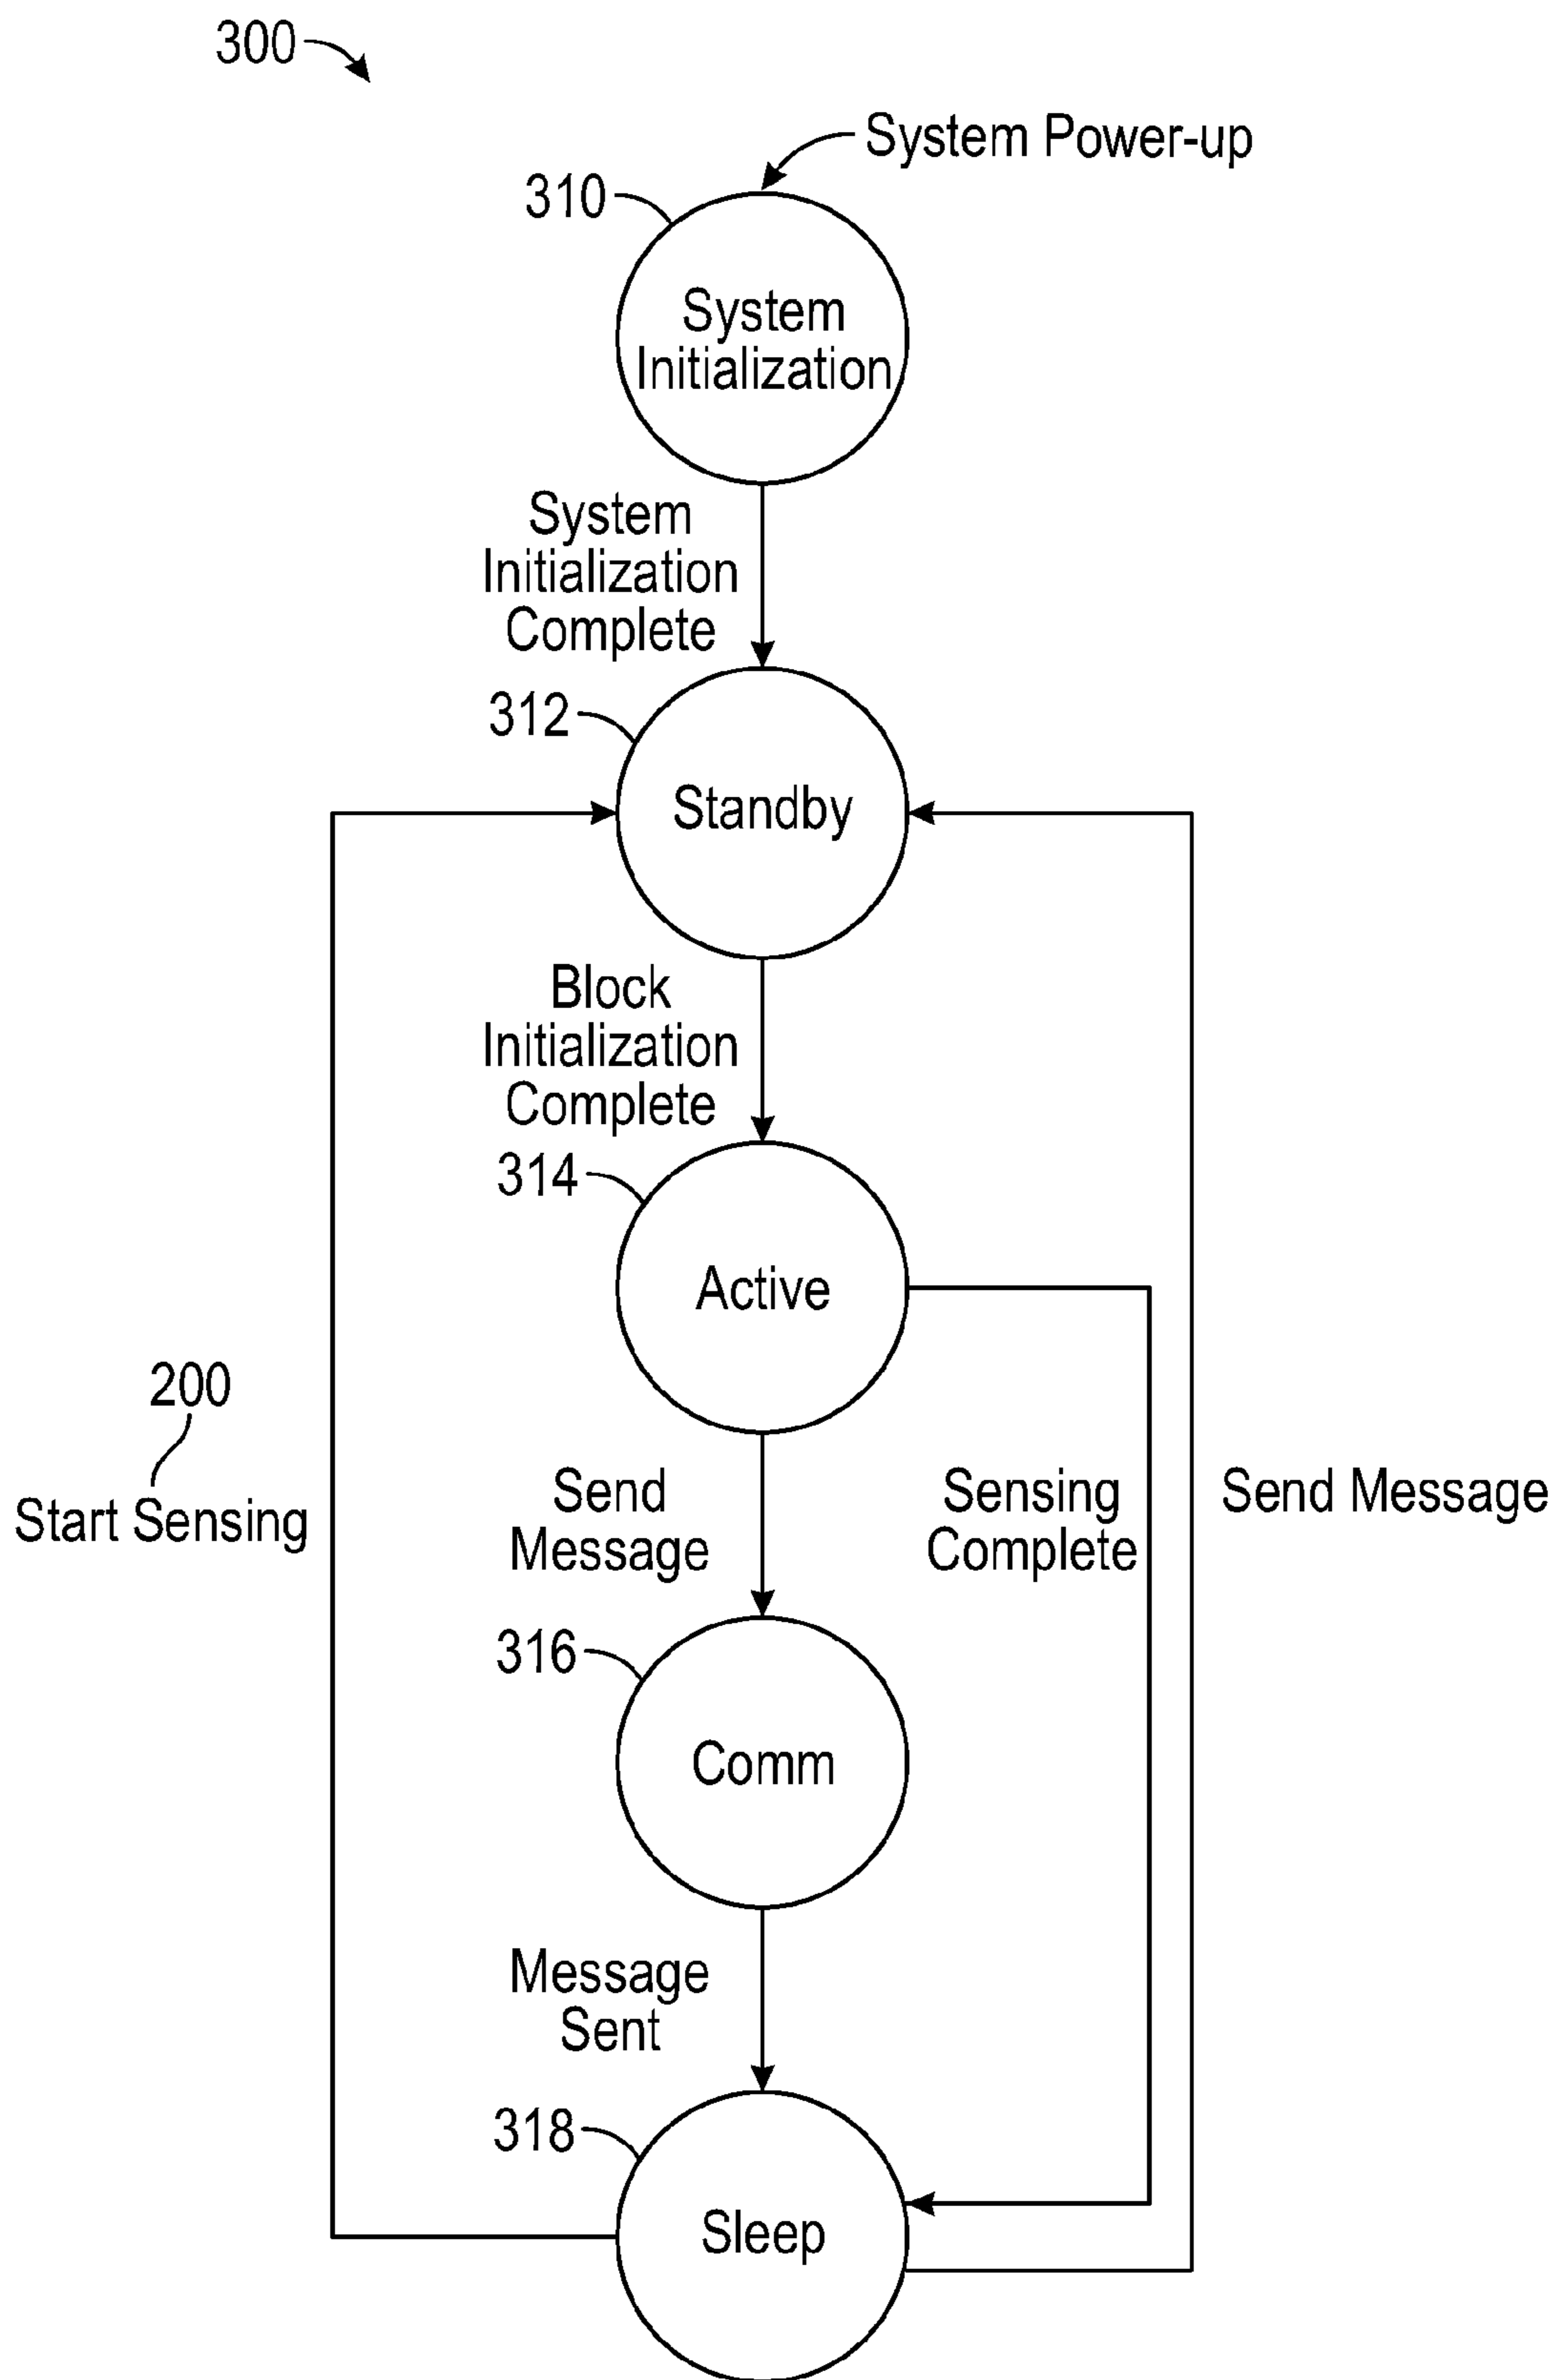 300
System Power-up
310
System
Initialization
System
Initialization
Complete
312
Standby
Block
Initialization
Complete
314
Active
200
Start Sensing
Send
Message
Sensing
Complete
Send Message
316
Comm
Message
Sent
318
Sleep